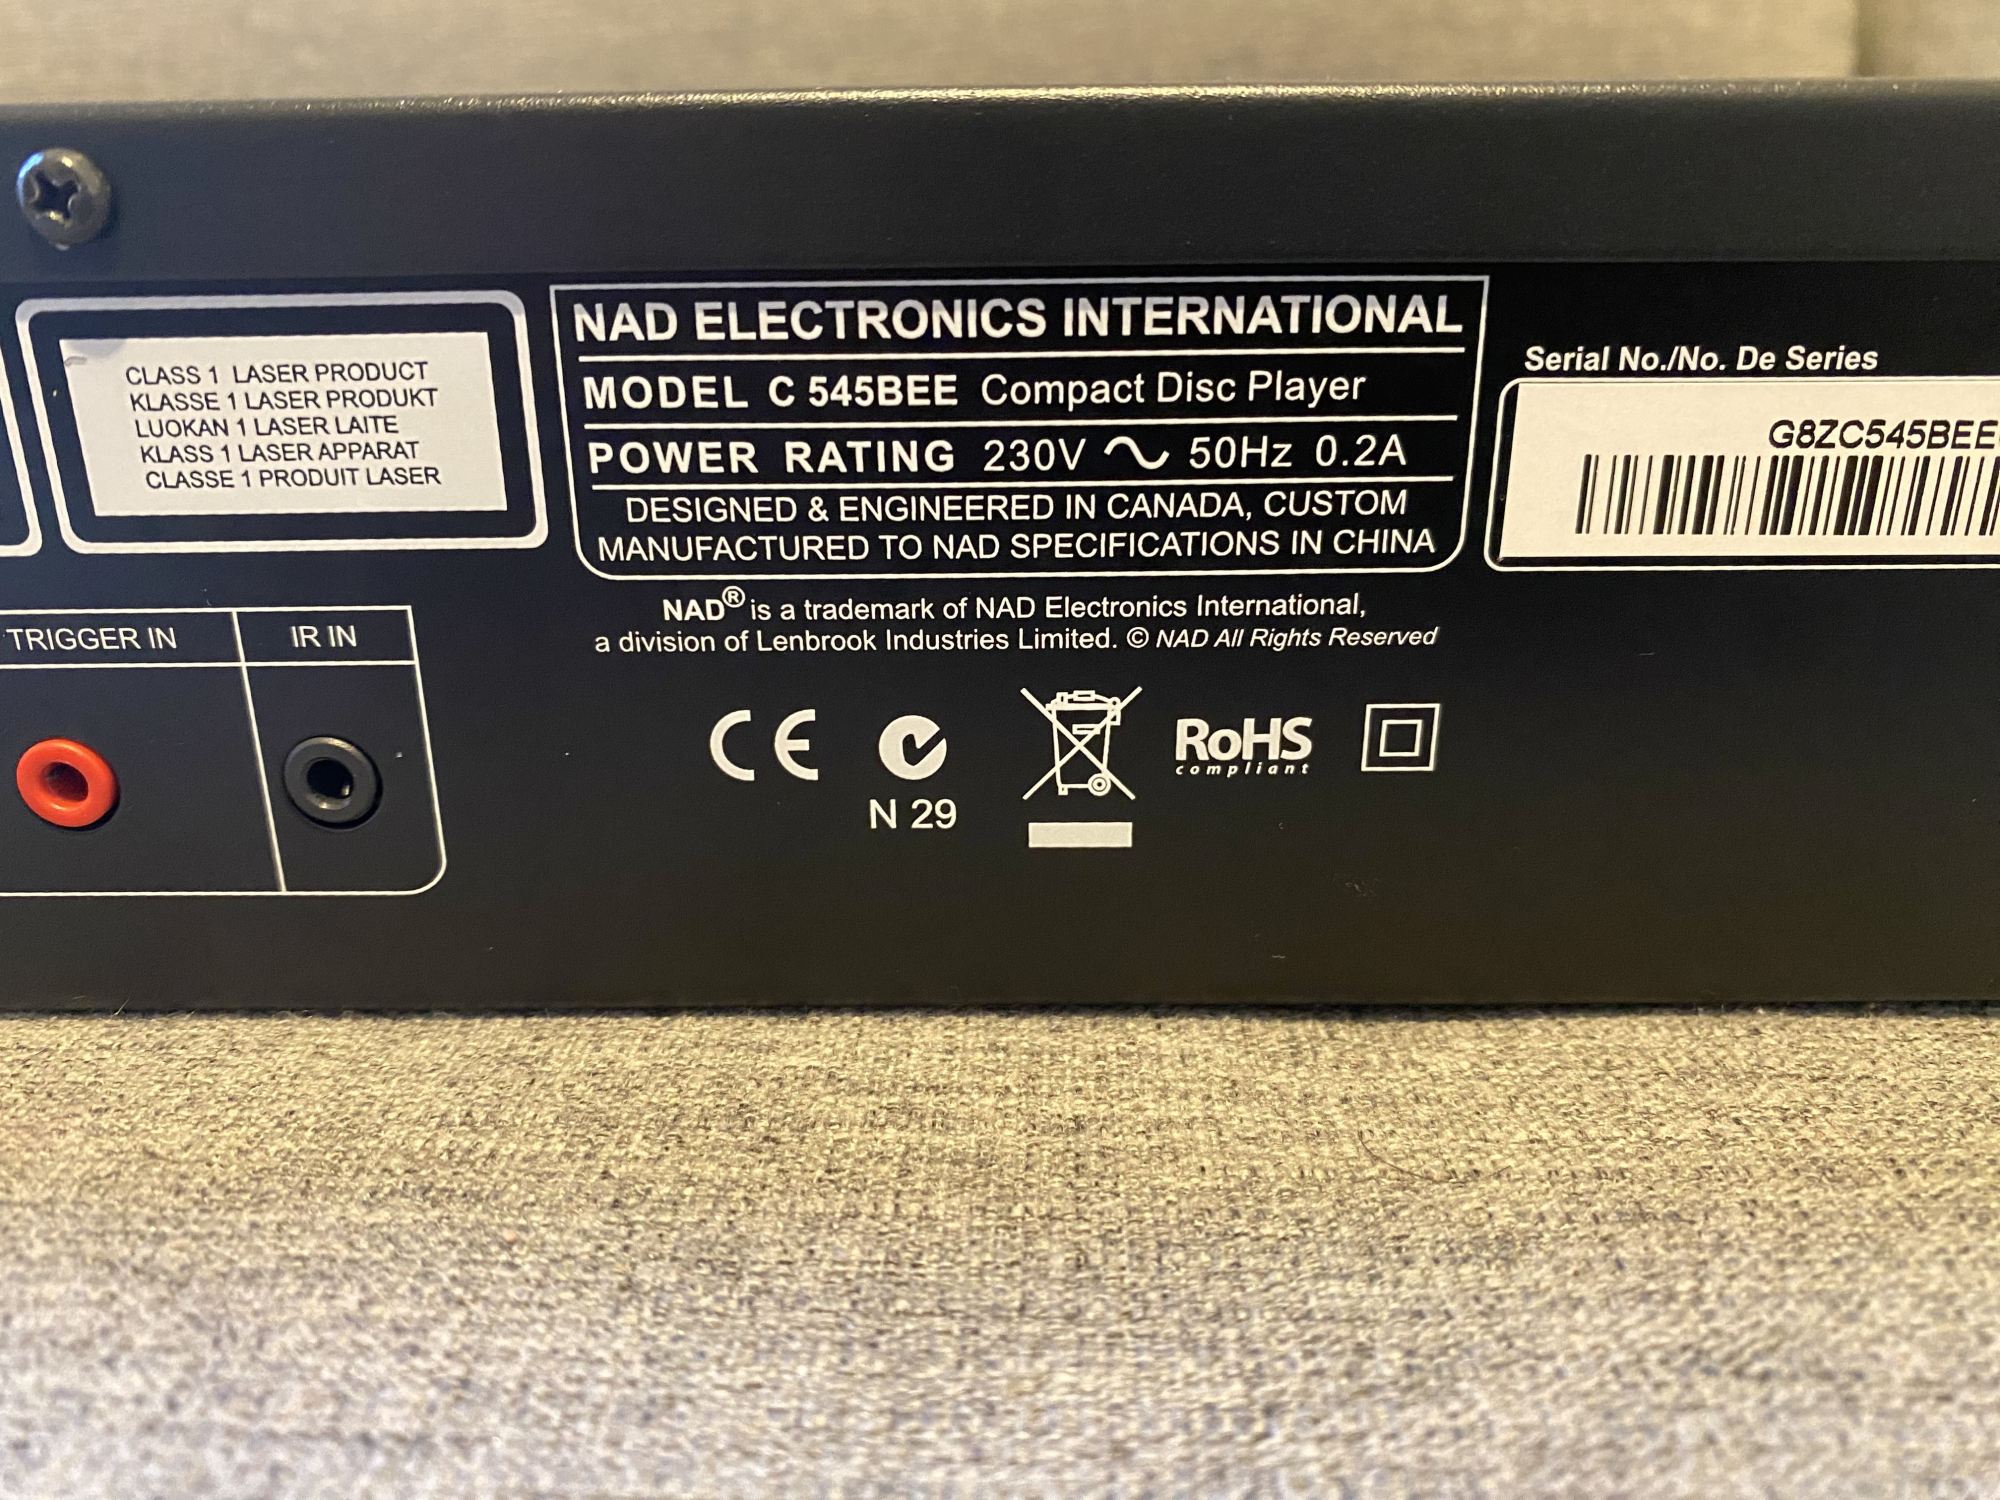 CLASS 1 LASER PRODUCT
KLASSE 1 LASER PRODUKT
LUOKAN 1 LASER LAITE
KLASS 1 LASER APPARAT
CLASSE 1 PRODUIT LASER
NAD ELECTRONICS INTERNATIONAL
MODEL C 545BEE Compact Disc Player
POWER RATING 230V 50Hz 0.2A
DESIGNED & ENGINEERED IN CANADA, CUSTOM
MANUFACTURED TO NAD SPECIFICATIONS IN CHINA
NAD® is a trademark of NAD Electronics International,
a division of Lenbrook Industries Limited. © NAD All Rights Reserved
Serial No./No. De Series
G8ZC545BEE
TRIGGER IN
IR IN
CE
N 29
RoHS
compliant